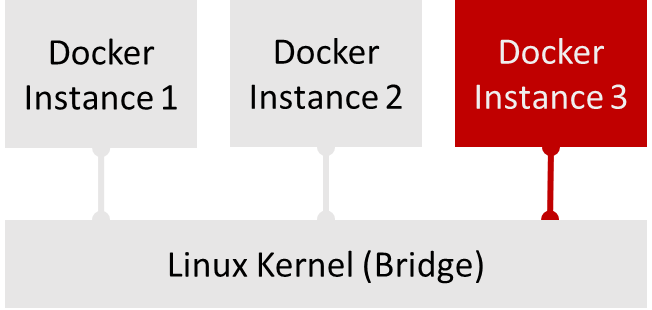 Docker
Instance 1
Docker
Instance 2
Docker
Instance 3
Linux Kernel (Bridge)